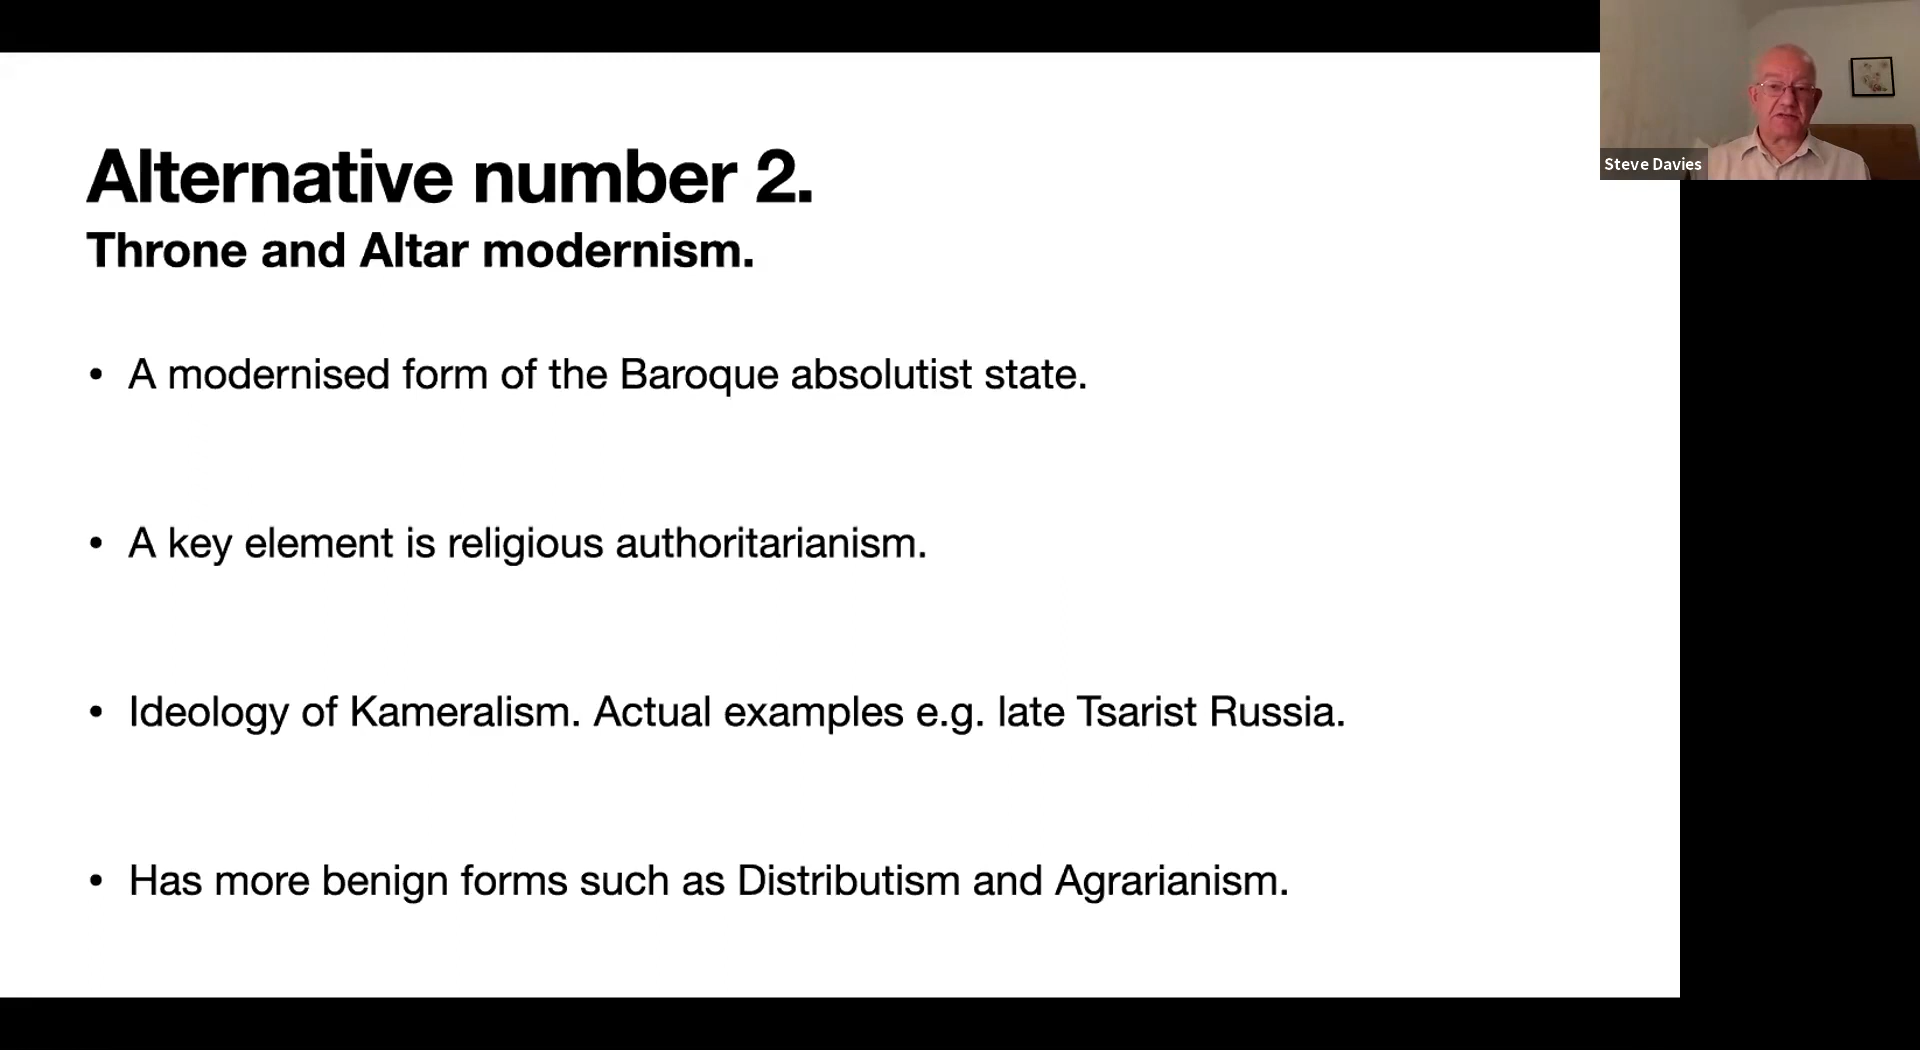 Alternative number 2.
Throne and Altar modernism.
• A modernised form of the Baroque absolutist state.
• A key element is religious authoritarianism.
• Ideology of Kameralism. Actual examples e.g. late Tsarist Russia.
• Has more benign forms such as Distributism and Agrarianism.
Steve Davies